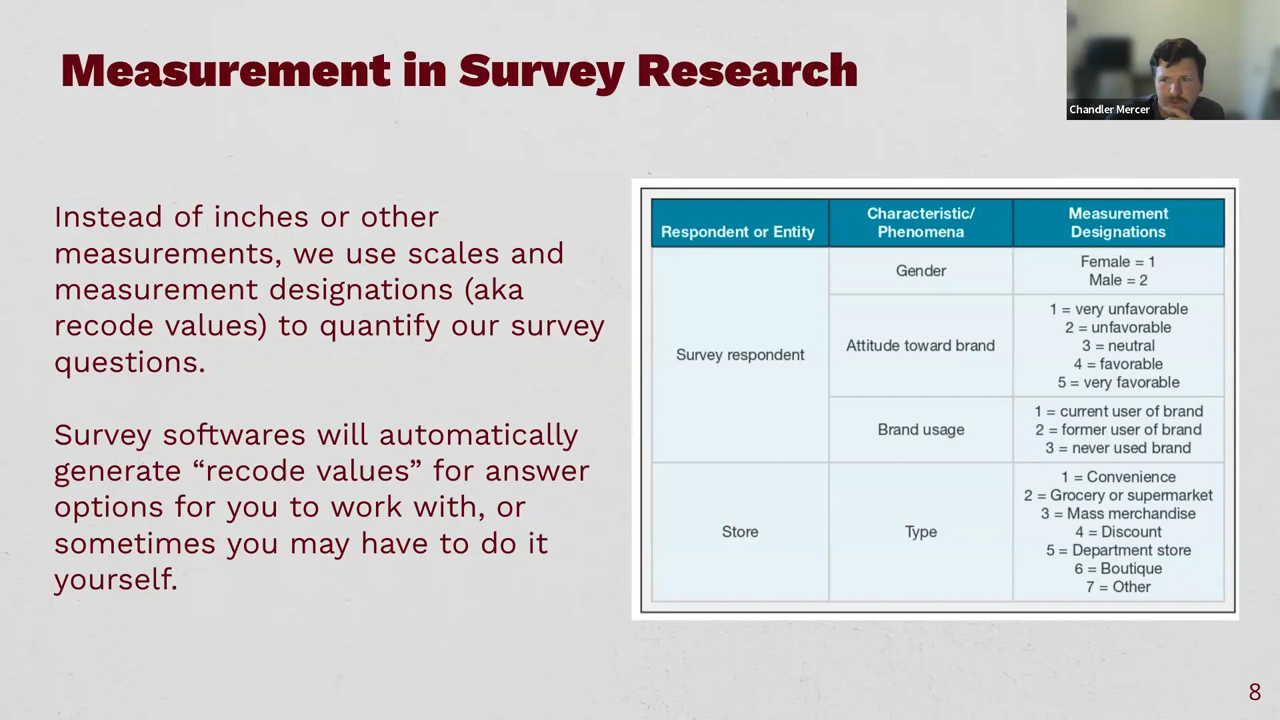 Measurement in Survey Research
Chandler Mercer
Instead of inches or other
measurements, we use scales and
measurement designations (aka
recode values) to quantify our survey
questions.
Survey softwares will automatically
generate “recode values” for answer
options for you to work with, or
sometimes you may have to do it
yourself.
Respondent or Entity
Characteristic/
Phenomena
Measurement
Designations
Survey respondent
Gender
Female = 1
Male = 2
Attitude toward brand
1 = very unfavorable
2 = unfavorable
3 = neutral
4 = favorable
5 = very favorable
Brand usage
1 = current user of brand
2 = former user of brand
3 = never used brand
Store
Type
1 = Convenience
2 = Grocery or supermarket
3 = Mass merchandise
4 = Discount
5 = Department store
6 = Boutique
7 = Other
8